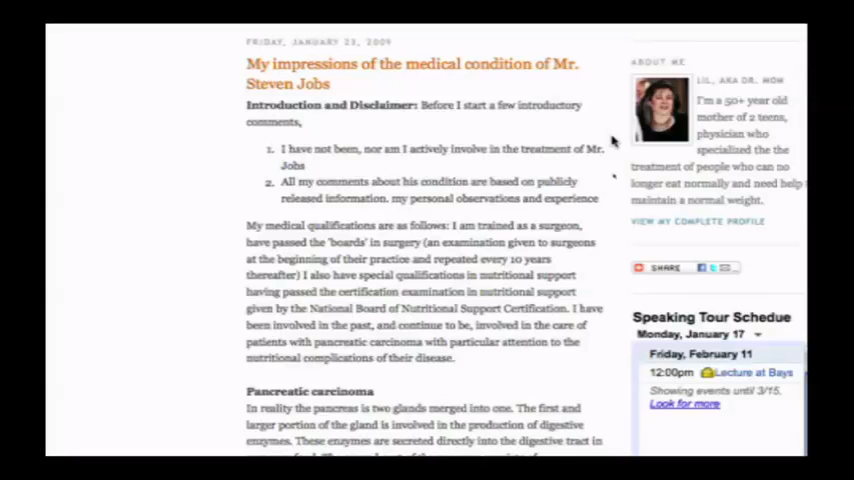 FRIDAY, JANUARY 23, 2009
My impressions of the medical condition of Mr.
Steven Jobs
Introduction and Disclaimer: Before I start a few introductory
comments,
1. I have not been, nor am I actively involve in the treatment of Mr.
Jobs
2. All my comments about his condition are based on publicly
released information. my personal observations and experience
My medical qualifications are as follows: I am trained as a surgeon,
have passed the 'boards' in surgery (an examination given to surgeons
at the beginning of their practice and repeated every 10 years
thereafter) I also have special qualifications in nutritional support
having passed the certification examination in nutritional support
given by the National Board of Nutritional Support Certification. I have
been involved in the past, and continue to be, involved in the care of
patients with pancreatic carcinoma with particular attention to the
nutritional complications of their disease.
Pancreatic carcinoma
In reality the pancreas is two glands merged into one. The first and
larger portion of the gland is involved in the production of digestive
enzymes. These enzymes are secreted directly into the digestive tract in
ABOUT ME
LIL, AKA DR. MOM
I'm a 50+ year old
mother of 2 teens,
physician who
specialized the the
treatment of people who can no
longer eat normally and need help
maintain a normal weight.
VIEW MY COMPLETE PROFILE
SHARE
Speaking Tour Schedue
Monday, January 17
Friday, February 11
12:00pm Lecture at Bays
Showing events until 3/15.
Look for more